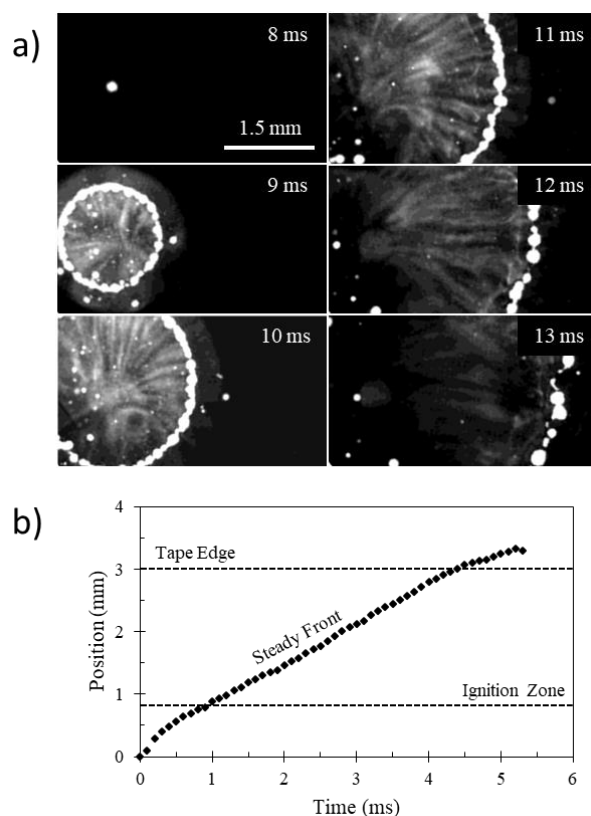 a)
8 ms
1.5 mm
9 ms
10 ms
11 ms
12 ms
13 ms
b)
4
3
2
1
0
Position (mm)
Tape Edge
Steady Front
Ignition Zone
0 1 2 3 4 5 6
Time (ms)